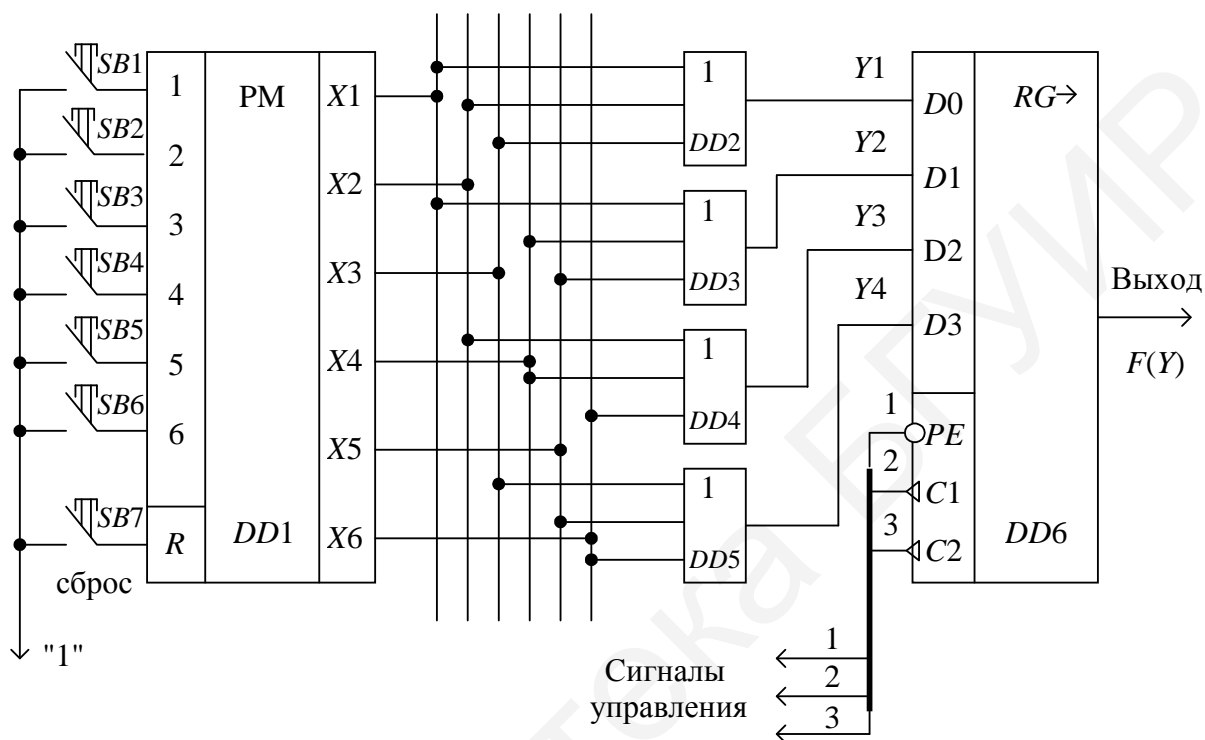 SB1
SB2
SB3
SB4
SB5
SB6
SB7
сброс
"1"
1
2
3
4
5
6
R
PM
DD1
X1
X2
X3
X4
X5
X6
1
DD2
1
DD3
1
DD4
1
DD5
Y1
Y2
Y3
Y4
D0
D1
D2
D3
1
PE
2
C1
3
C2
RG→
DD6
Выход
F(Y)
Сигналы
управления
1
2
3
тека БГУИР